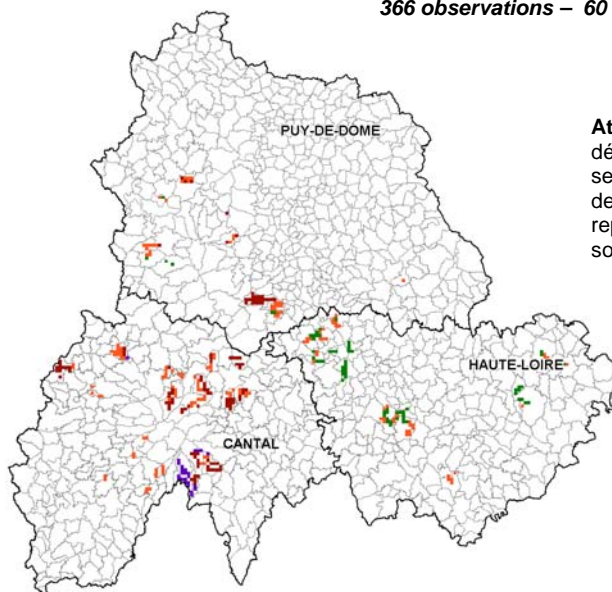 366 observations – 60
PUY-DE-DOME
At
dé
se
de
rep
so
HAUTE-LOIRE
CANTAL